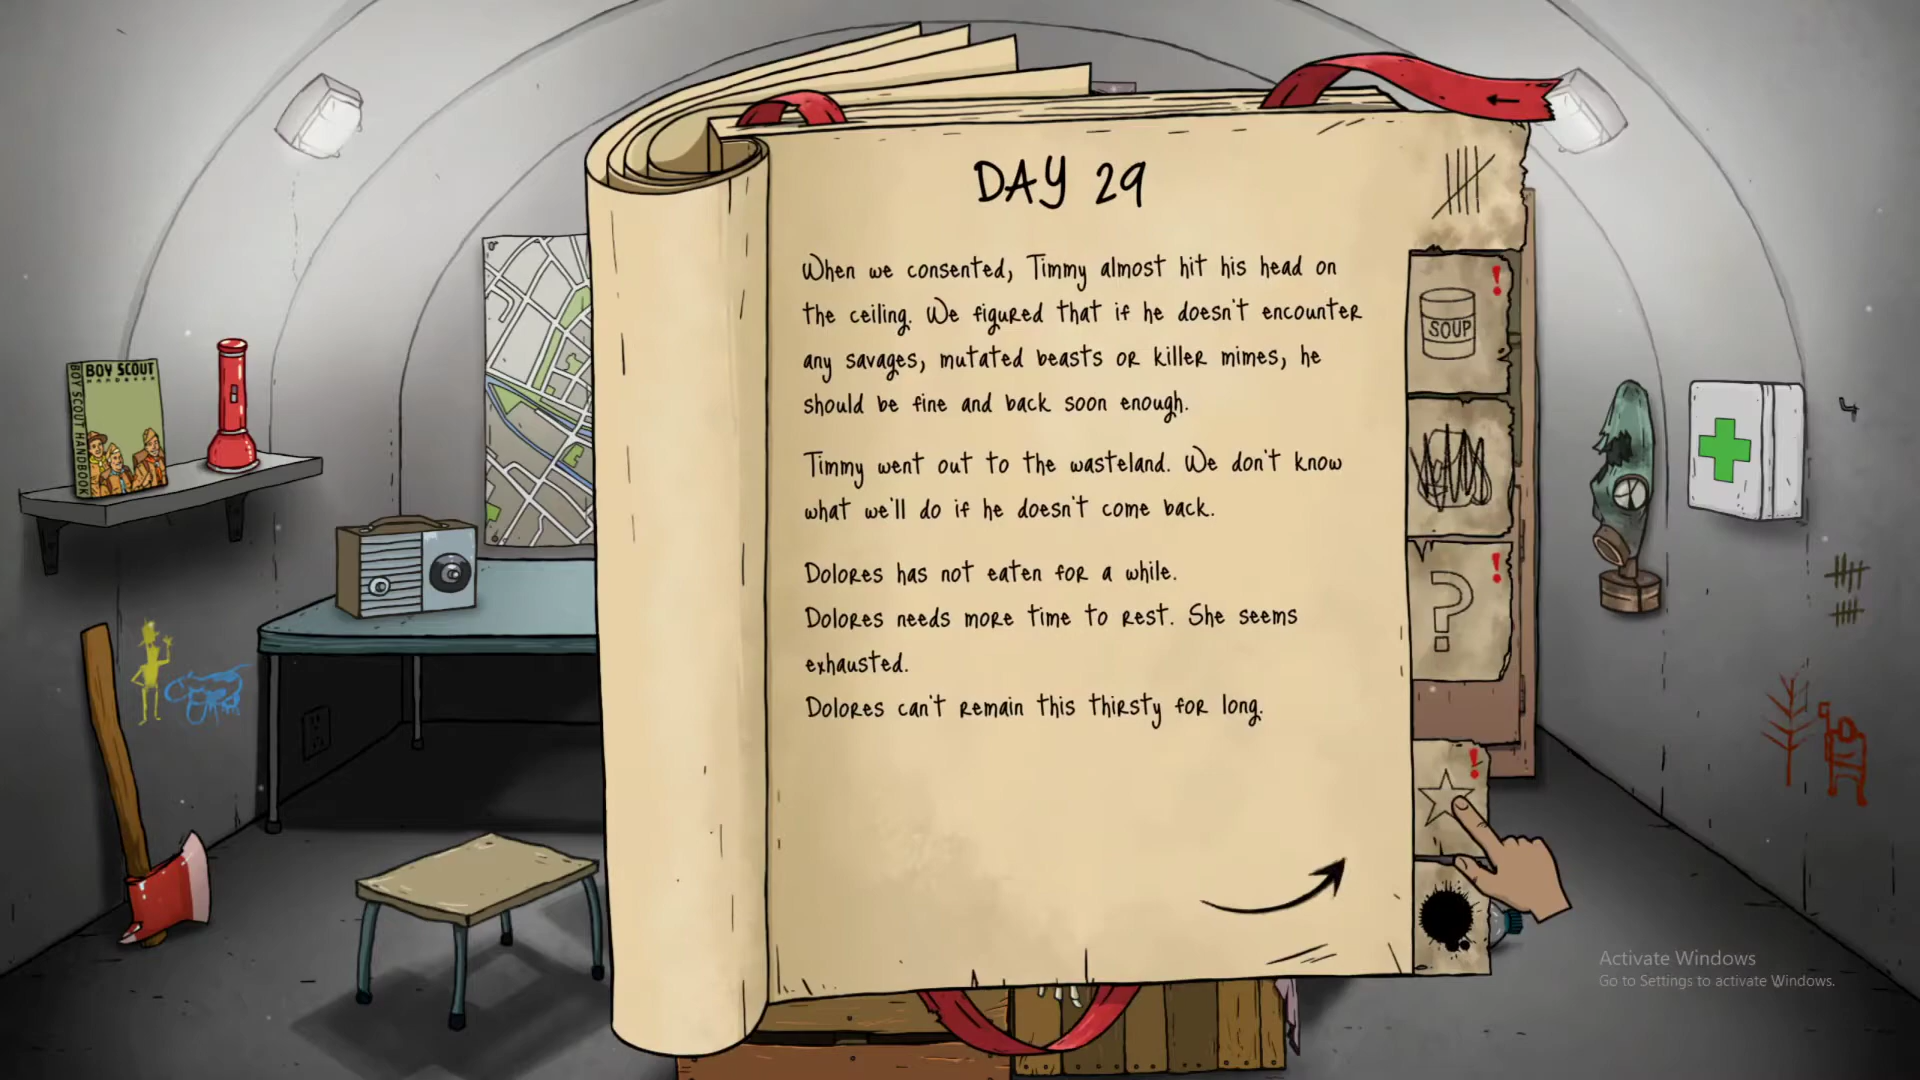 DAY 29
When we consented, Timmy almost hit his head on
the ceiling. We figured that if he doesn't encounter
any savages, mutated beasts or killer mimes, he
should be fine and back soon enough.
Timmy went out to the wasteland. We don't know
what we'll do if he doesn't come back.
Dolores has not eaten for a while.
Dolores needs more time to rest. She seems
exhausted.
Dolores can't remain this thirsty for long.
!
SOUP
!
?
!
BOY SCOUT
HANDBOOK
BOY SCOUT HANDBOOK
Activate Windows
Go to Settings to activate Windows.